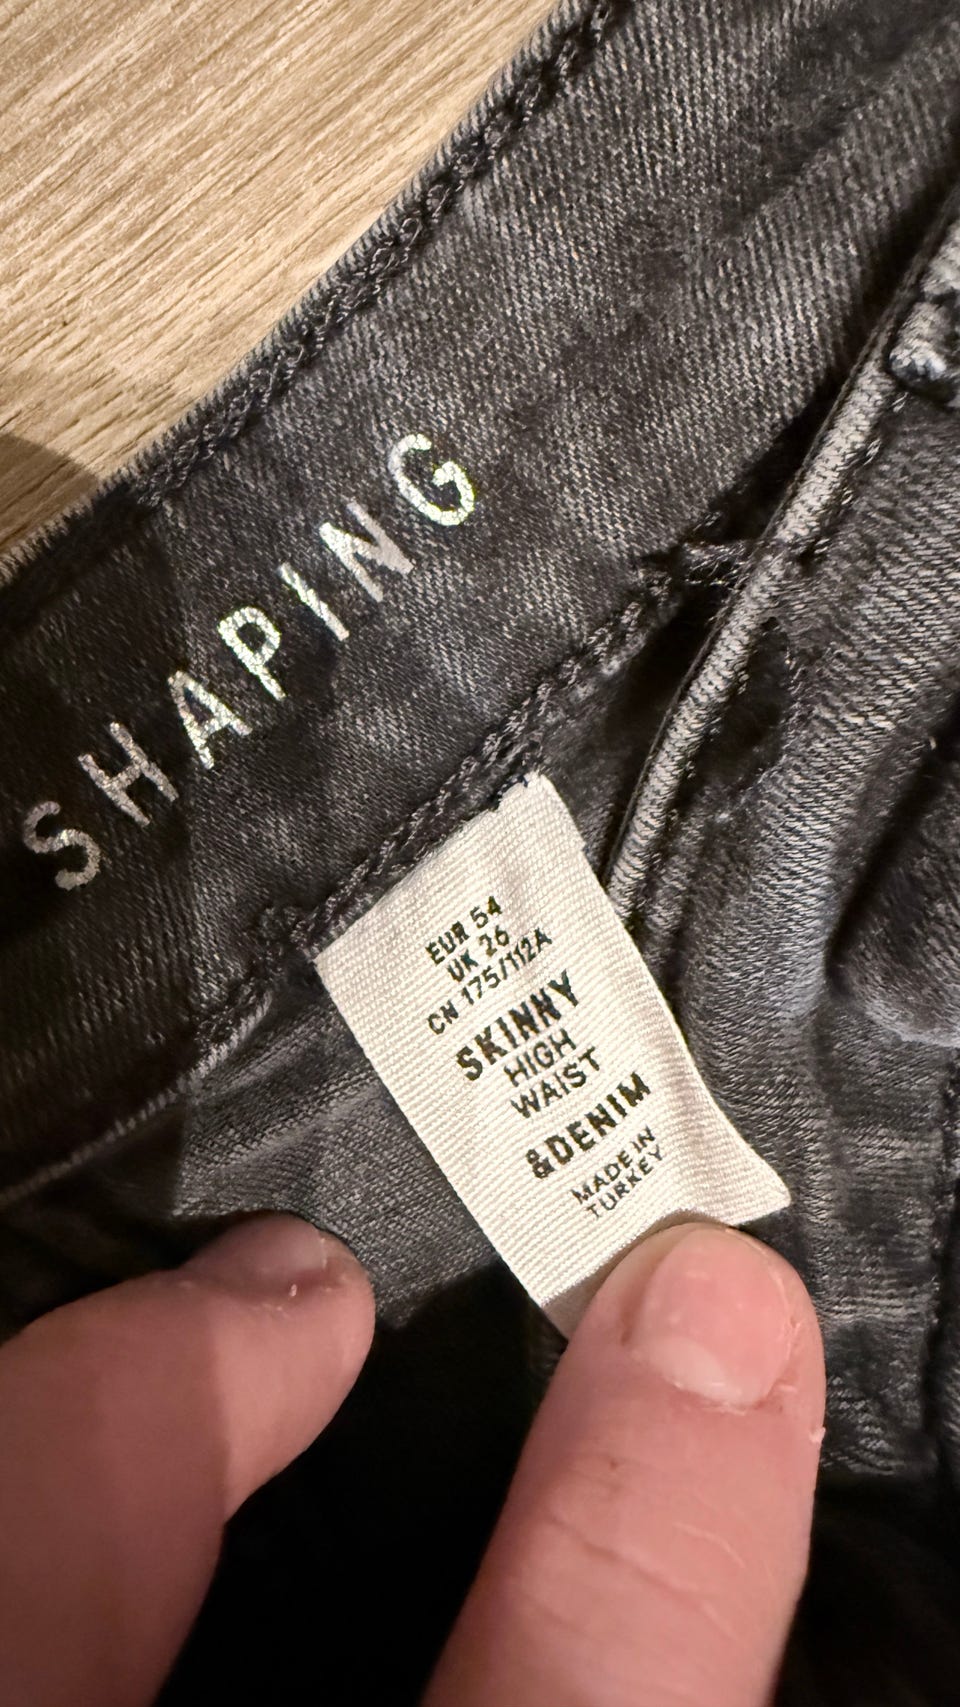 SHAPING
EUR 54
UK 26
CN 175/112A
SKINNY
HIGH
WAIST
&DENIM
MADE IN
TURKEY